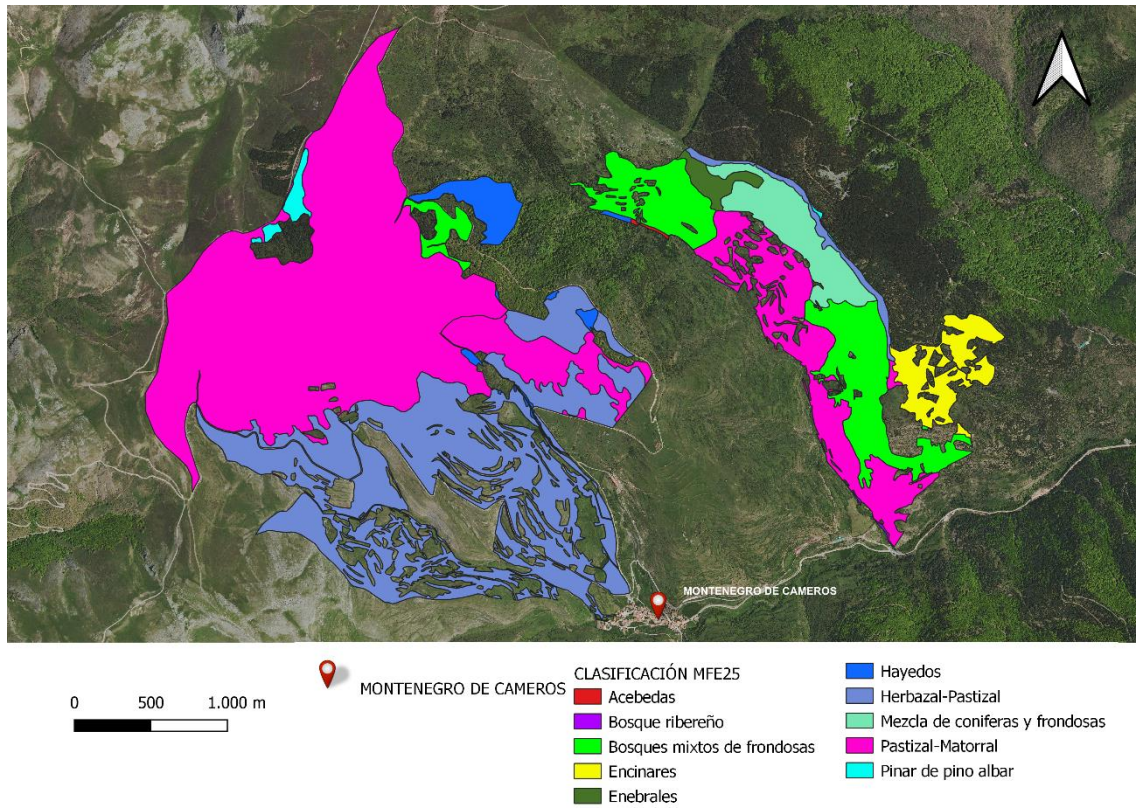 MONTENEGRO DE CAMEROS
0 500 1.000 m
MONTENEGRO DE CAMEROS
CLASIFICACIÓN MFE25
Acebedas
Bosque ribereño
Bosques mixtos de frondosas
Encinares
Enebrales
Hayedos
Herbazal-Pastizal
Mezcla de coniferas y frondosas
Pastizal-Matorral
Pinar de pino albar